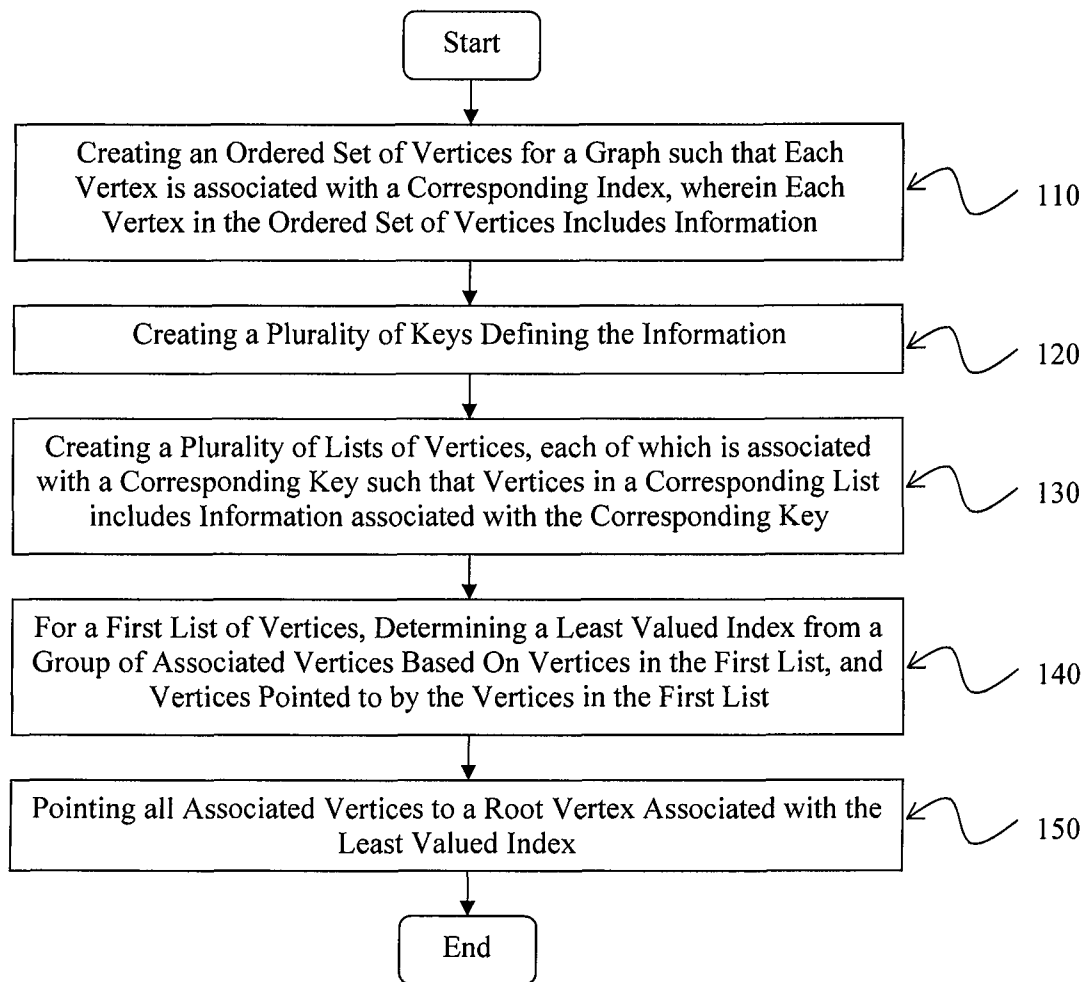 Start
Creating an Ordered Set of Vertices for a Graph such that Each
Vertex is associated with a Corresponding Index, wherein Each
Vertex in the Ordered Set of Vertices Includes Information
110
Creating a Plurality of Keys Defining the Information
120
Creating a Plurality of Lists of Vertices, each of which is associated
with a Corresponding Key such that Vertices in a Corresponding List
includes Information associated with the Corresponding Key
130
For a First List of Vertices, Determining a Least Valued Index from a
Group of Associated Vertices Based On Vertices in the First List, and
Vertices Pointed to by the Vertices in the First List
140
Pointing all Associated Vertices to a Root Vertex Associated with the
Least Valued Index
150
End